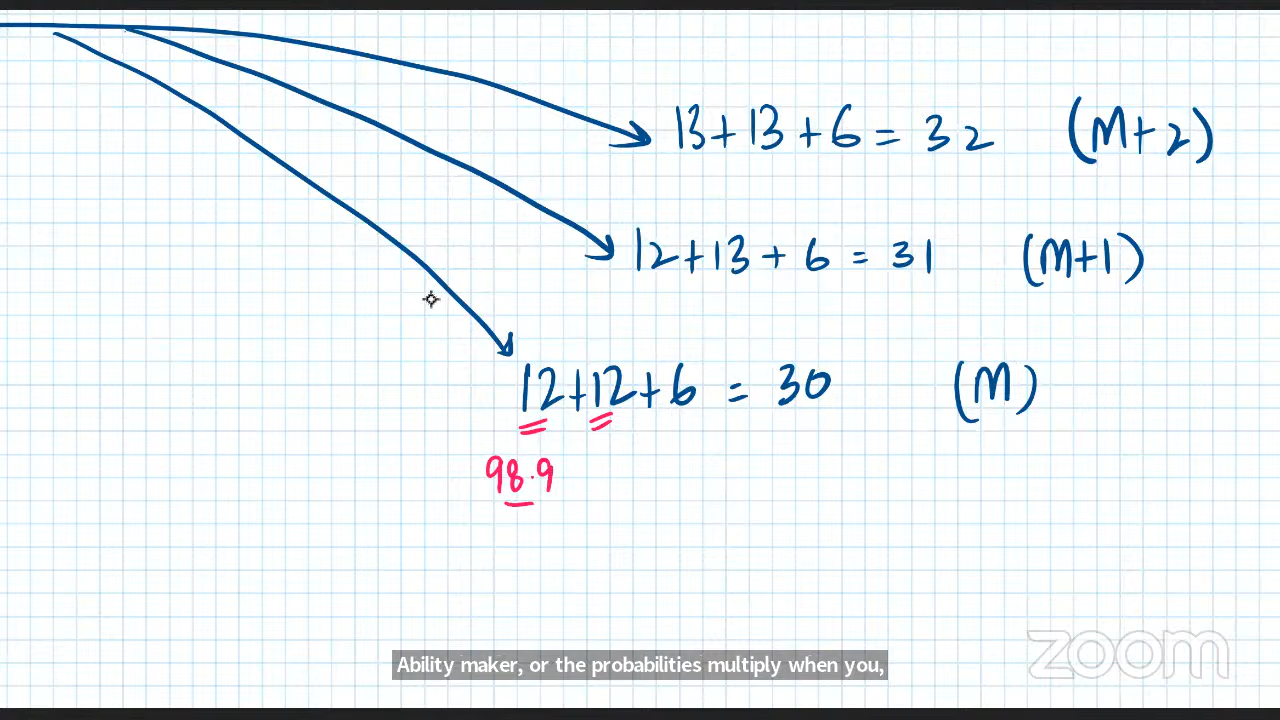 13+13+6 = 32 (M+2)
12+13+6 = 31 (M+1)
12+12+6 = 30 (M)
98.9
Ability maker, or the probabilities multiply when you,
zoom